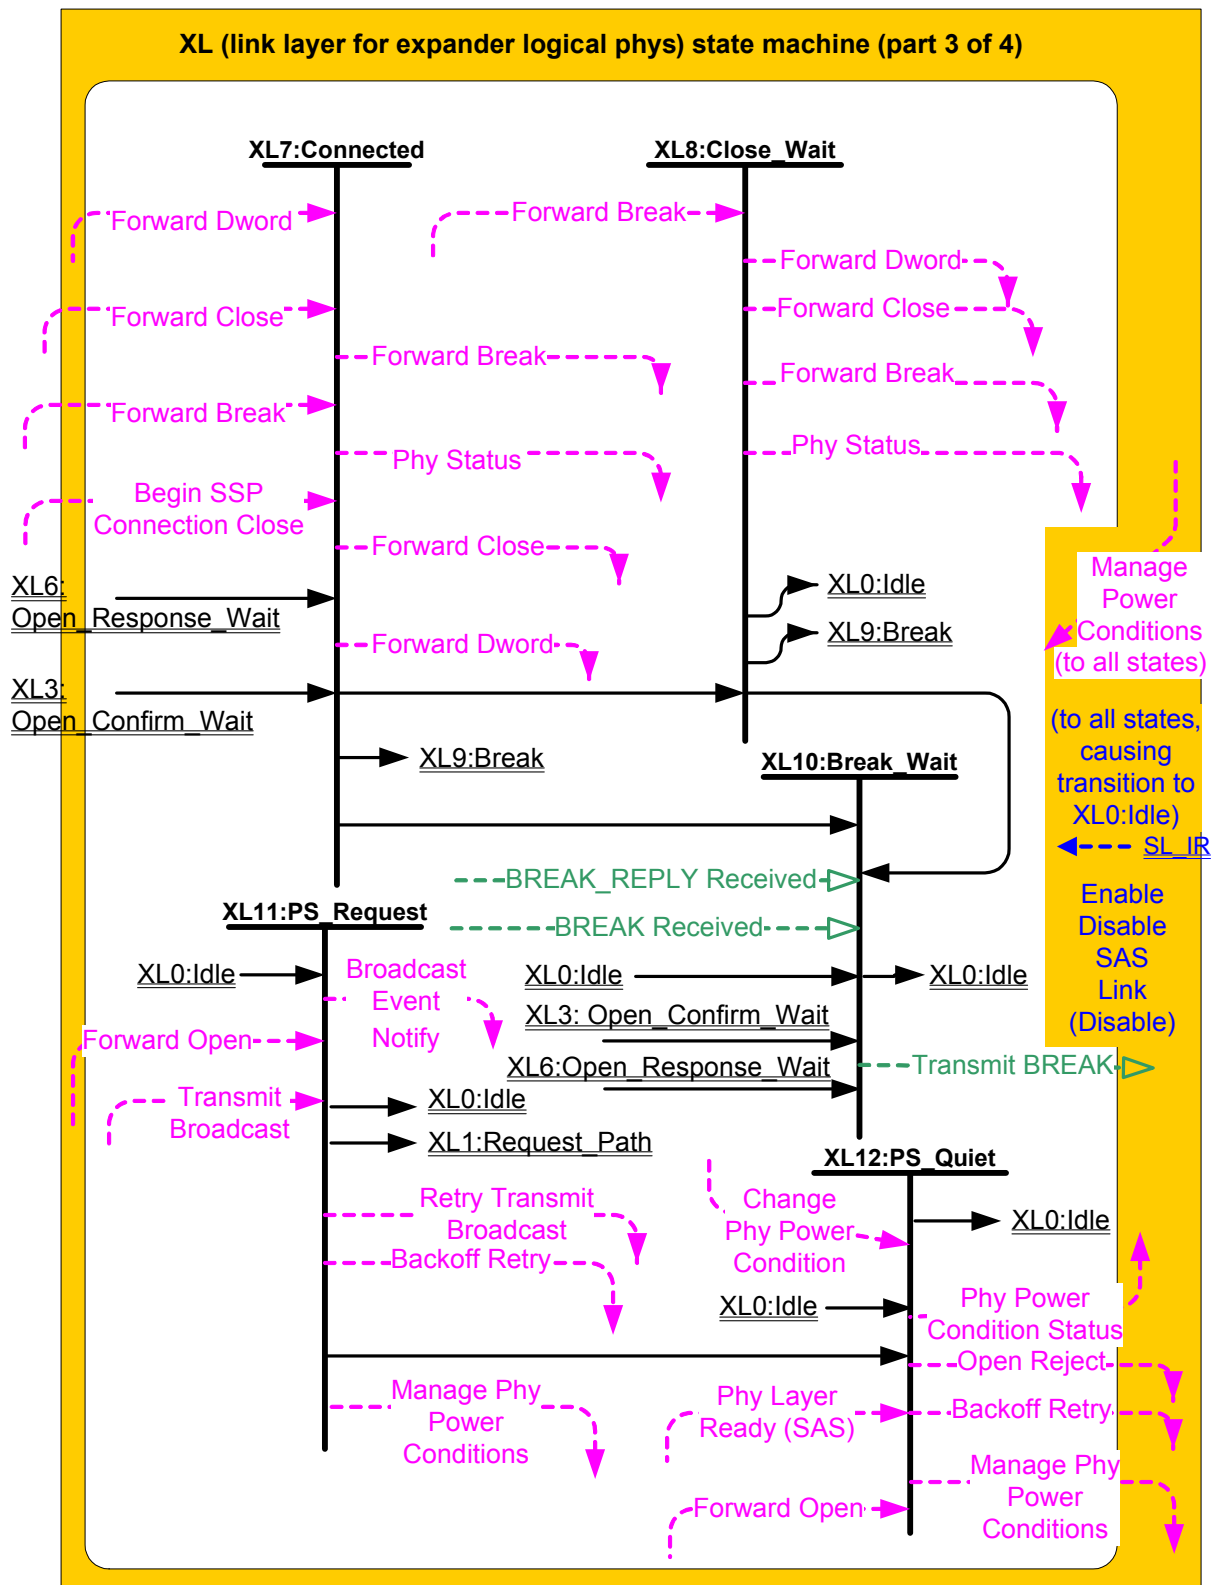 XL (link layer for expander logical phys) state machine (part 3 of 4)
XL7:Connected
XL8:Close_Wait
Forward Dword
Forward Break
Forward Dword
Forward Close
Forward Close
Forward Break
Forward Break
Forward Break
Phy Status
Phy Status
Begin SSP
Connection Close
Forward Close
XL6:
Open_Response_Wait
XL0:Idle
Forward Dword
XL9:Break
XL3:
Open_Confirm_Wait
XL9:Break
Manage
Power
Conditions
(to all states)
(to all states,
causing
transition to
XL0:Idle)
SL_IR
Enable
Disable
SAS
Link
(Disable)
XL10:Break_Wait
BREAK_REPLY Received
BREAK Received
XL0:Idle
XL0:Idle
XL3: Open_Confirm_Wait
XL6:Open_Response_Wait
Transmit BREAK
XL11:PS_Request
XL0:Idle
Broadcast
Event
Notify
Forward Open
Transmit
Broadcast
XL0:Idle
XL1:Request_Path
Retry Transmit
Broadcast
Backoff Retry
Manage Phy
Power
Conditions
XL12:PS_Quiet
Change
Phy Power
Condition
XL0:Idle
XL0:Idle
Phy Power
Condition Status
Open Reject
Phy Layer
Ready (SAS)
Backoff Retry
Manage Phy
Power
Conditions
Forward Open